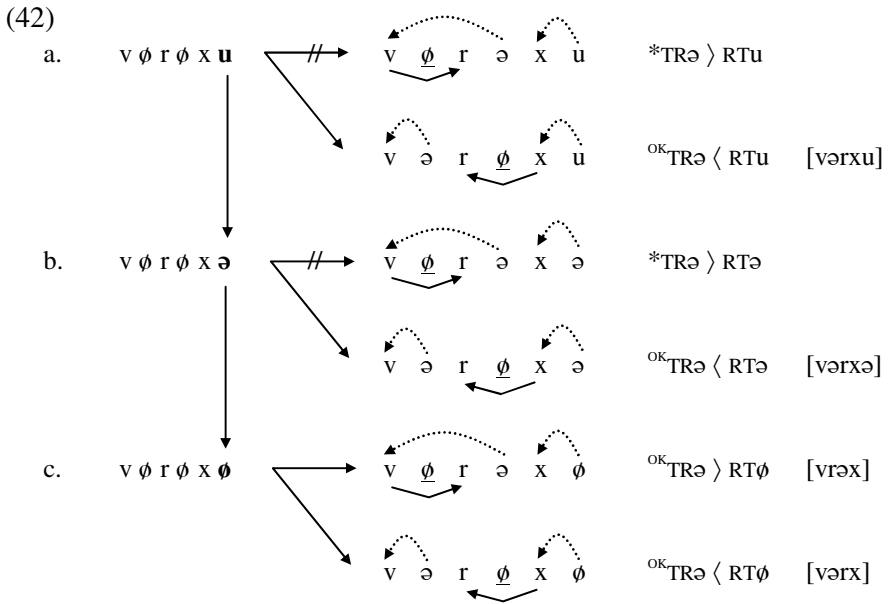 (42)
a. v ø r ø x u // v ø r ə x u *TRə 〉 RTu
v ə r ø x u ᴼᴷTRə 〈 RTu [vərxu]
b. v ø r ø x ə // v ø r ə x ə *TRə 〉 RTə
v ə r ø x ə ᴼᴷTRə 〈 RTə [vərxə]
c. v ø r ø x ø v ø r ə x ø ᴼᴷTRə 〉 RTø [vrəx]
v ə r ø x ø ᴼᴷTRə 〈 RTø [vərx]